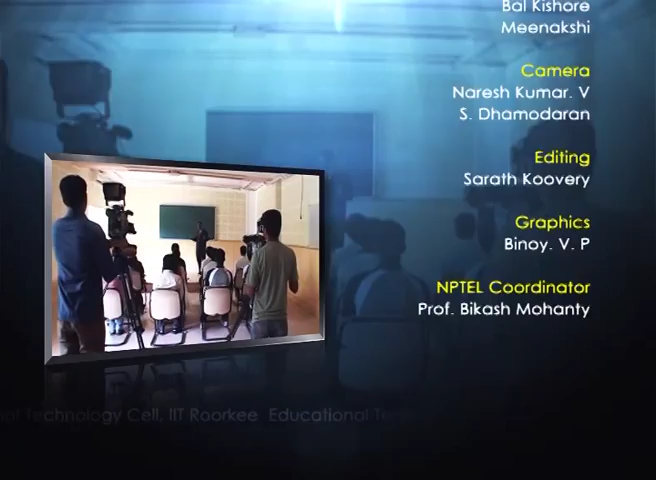 Bal Kishore
Meenakshi
Camera
Naresh Kumar. V
S. Dhamodaran
Editing
Sarath Koovery
Graphics
Binoy. V. P
NPTEL Coordinator
Prof. Bikash Mohanty
Technology Cell, IIT Roorkee Educational